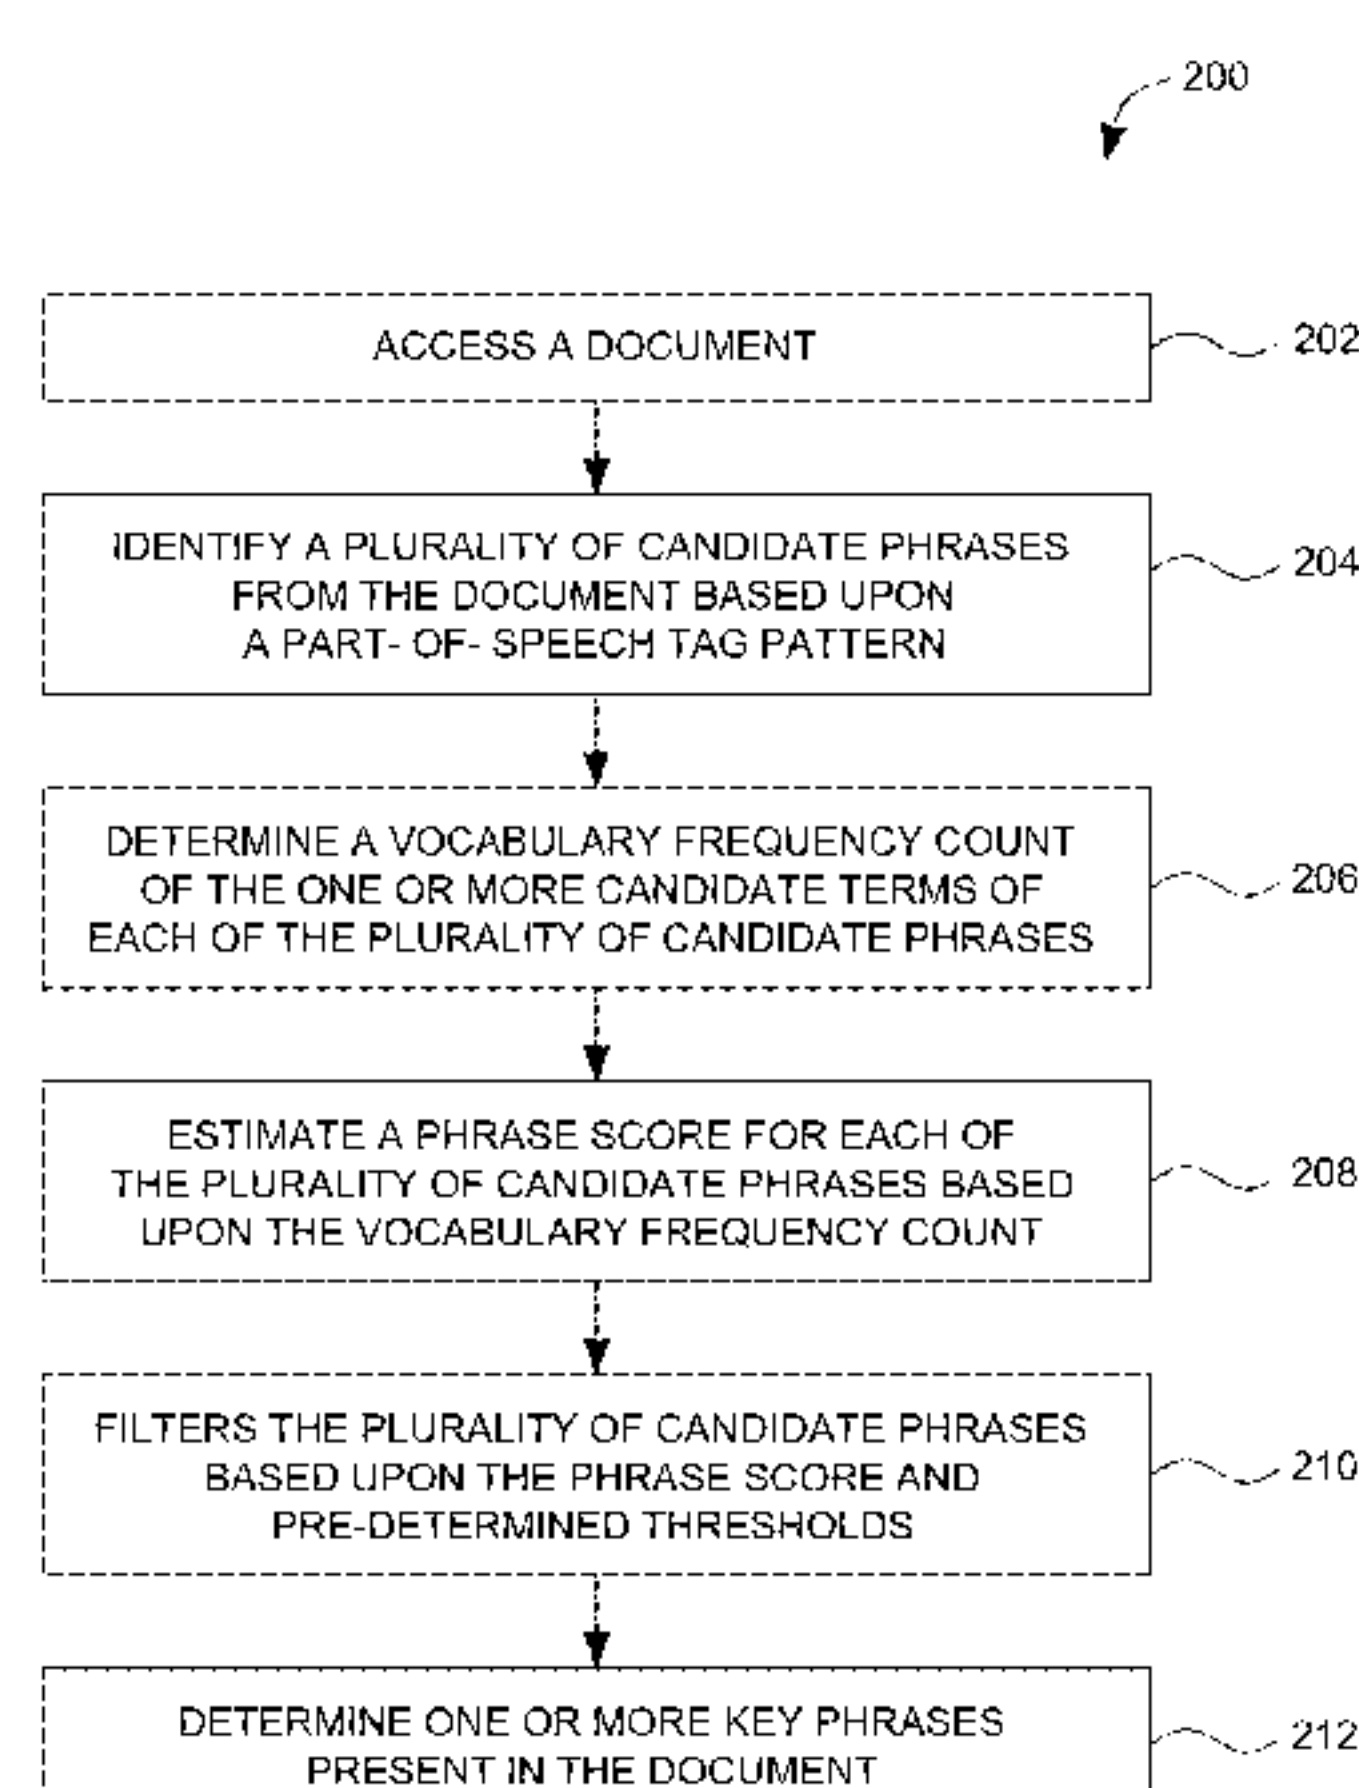 200
ACCESS A DOCUMENT
202
IDENTIFY A PLURALITY OF CANDIDATE PHRASES
FROM THE DOCUMENT BASED UPON
A PART- OF- SPEECH TAG PATTERN
204
DETERMINE A VOCABULARY FREQUENCY COUNT
OF THE ONE OR MORE CANDIDATE TERMS OF
EACH OF THE PLURALITY OF CANDIDATE PHRASES
206
ESTIMATE A PHRASE SCORE FOR EACH OF
THE PLURALITY OF CANDIDATE PHRASES BASED
UPON THE VOCABULARY FREQUENCY COUNT
208
FILTERS THE PLURALITY OF CANDIDATE PHRASES
BASED UPON THE PHRASE SCORE AND
PRE-DETERMINED THRESHOLDS
210
DETERMINE ONE OR MORE KEY PHRASES
PRESENT IN THE DOCUMENT
212